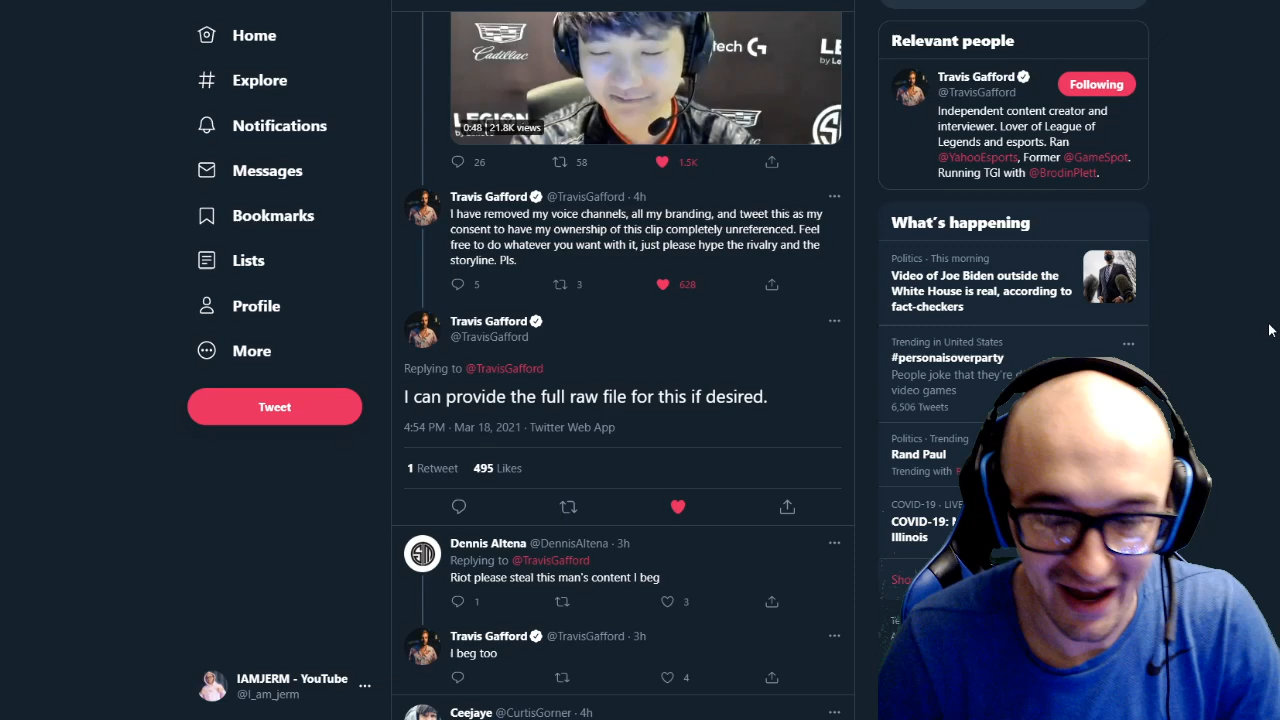 Home
Explore
Notifications
Messages
Bookmarks
Lists
Profile
More
Tweet
IAMJERM - YouTube
@I_am_jerm
Cadillac
tech G
LEGION
0:48 | 21.8K views
26 58 1.5K
Travis Gafford @TravisGafford · 4h
I have removed my voice channels, all my branding, and tweet this as my
consent to have my ownership of this clip completely unreferenced. Feel
free to do whatever you want with it, just please hype the rivalry and the
storyline. Pls.
5 3 628
Travis Gafford
@TravisGafford
Replying to @TravisGafford
I can provide the full raw file for this if desired.
4:54 PM · Mar 18, 2021 · Twitter Web App
1 Retweet 495 Likes
Dennis Altena @DennisAltena · 3h
Replying to @TravisGafford
Riot please steal this man's content I beg
1 3
Travis Gafford @TravisGafford · 3h
I beg too
4
Ceejaye @CurtisGorner · 4h
Relevant people
Travis Gafford
@TravisGafford
Following
Independent content creator and
interviewer. Lover of League of
Legends and esports. Ran
@YahooEsports, Former @GameSpot.
Running TGI with @BrodinPlett.
What's happening
Politics · This morning
Video of Joe Biden outside the
White House is real, according to
fact-checkers
Trending in United States
#personaisoverparty
People joke that they're
video games
6,506 Tweets
Politics · Trending
Rand Paul
Trending with
COVID-19 · LIVE
COVID-19:
Illinois